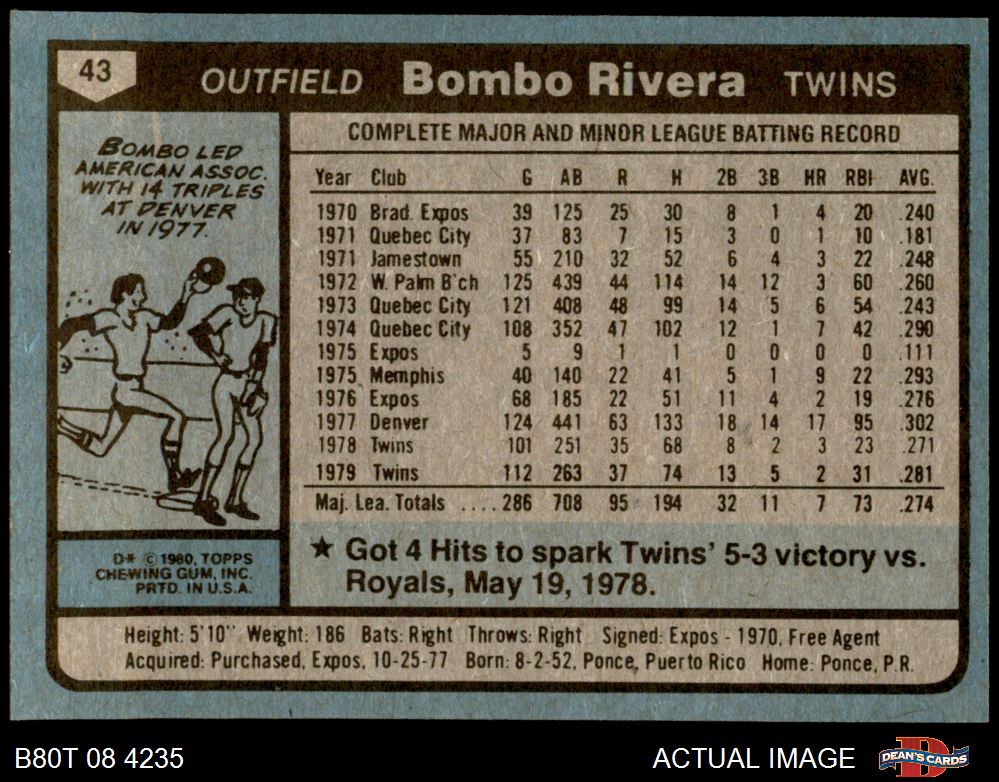 43
OUTFIELD Bombo Rivera TWINS
BOMBO LED
AMERICAN ASSOC.
WITH 14 TRIPLES
AT DENVER
IN 1977.
COMPLETE MAJOR AND MINOR LEAGUE BATTING RECORD
Year Club G AB R H 2B 3B HR RBI AVG.
1970 Brad. Expos 39 125 25 30 8 1 4 20 .240
1971 Quebec City 37 83 7 15 3 0 1 10 .181
1971 Jamestown 55 210 32 52 6 4 3 22 .248
1972 W. Palm B'ch 125 439 44 114 14 12 3 60 .260
1973 Quebec City 121 408 48 99 14 5 6 54 .243
1974 Quebec City 108 352 47 102 12 1 7 42 .290
1975 Expos 5 9 1 1 0 0 0 0 .111
1975 Memphis 40 140 22 41 5 1 9 22 .293
1976 Expos 68 185 22 51 11 4 2 19 .276
1977 Denver 124 441 63 133 18 14 17 95 .302
1978 Twins 101 251 35 68 8 2 3 23 .271
1979 Twins 112 263 37 74 13 5 2 31 .281
Maj. Lea. Totals ....286 708 95 194 32 11 7 73 .274
D* © 1980, TOPPS
CHEWING GUM, INC.
PRTD. IN U.S.A.
★ Got 4 Hits to spark Twins' 5-3 victory vs.
Royals, May 19, 1978.
Height: 5'10" Weight: 186 Bats: Right Throws: Right Signed: Expos - 1970, Free Agent
Acquired: Purchased, Expos, 10-25-77 Born: 8-2-52, Ponce, Puerto Rico Home: Ponce, P.R.
B80T 08 4235 ACTUAL IMAGE DEAN'S CARDS